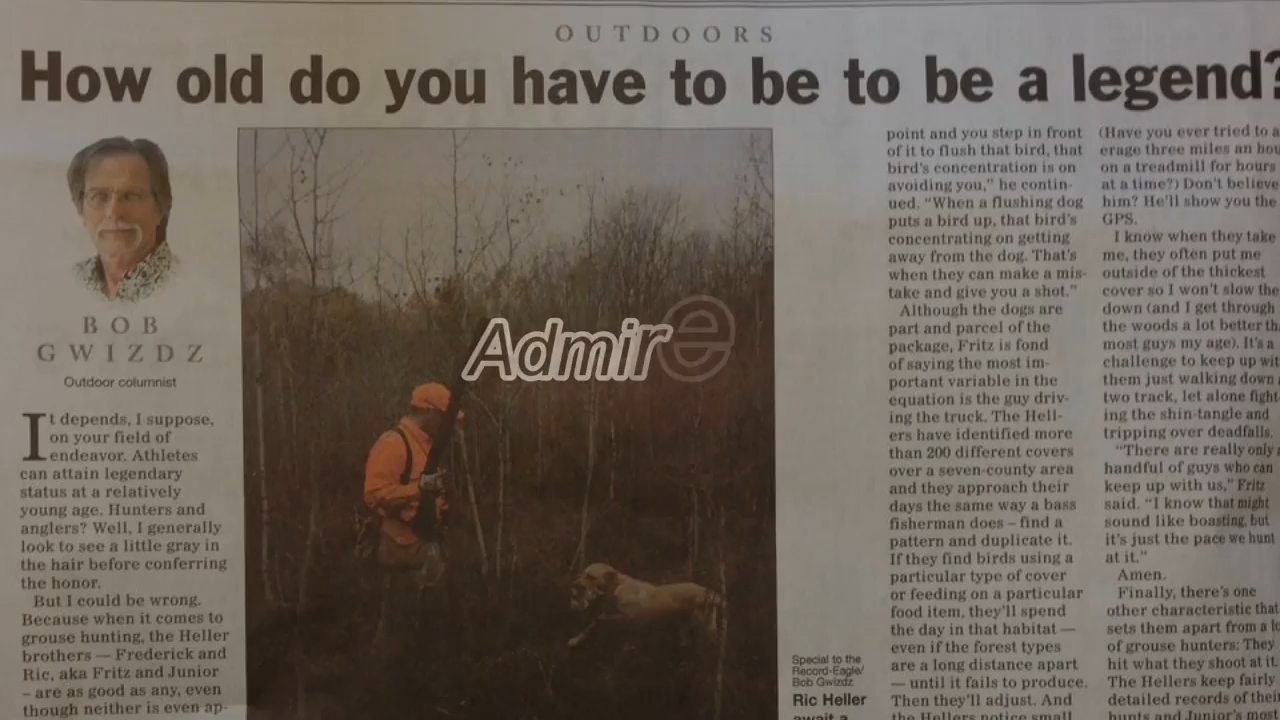 OUTDOORS
How old do you have to be to be a legend?
BOB
GWIZDZ
Outdoor columnist
It depends, I suppose,
on your field of
endeavor. Athletes
can attain legendary
status at a relatively
young age. Hunters and
anglers? Well, I generally
look to see a little gray in
the hair before conferring
the honor.
But I could be wrong.
Because when it comes to
grouse hunting, the Heller
brothers — Frederick and
Ric, aka Fritz and Junior
– are as good as any, even
though neither is even ap-
Admire
Special to the
Record-Eagle/
Bob Gwizdz
Ric Heller
await a
point and you step in front
of it to flush that bird, that
bird's concentration is on
avoiding you," he contin-
ued. "When a flushing dog
puts a bird up, that bird's
concentrating on getting
away from the dog. That's
when they can make a mis-
take and give you a shot."
Although the dogs are
part and parcel of the
package, Fritz is fond
of saying the most im-
portant variable in the
equation is the guy driv-
ing the truck. The Hell-
ers have identified more
than 200 different covers
over a seven-county area
and they approach their
days the same way a bass
fisherman does – find a
pattern and duplicate it.
If they find birds using a
particular type of cover
or feeding on a particular
food item, they'll spend
the day in that habitat —
even if the forest types
are a long distance apart
— until it fails to produce.
Then they'll adjust. And
the Hellers notice small
(Have you ever tried to a
erage three miles an hou
on a treadmill for hours
at a time?) Don't believe
him? He'll show you the
GPS.
I know when they take
me, they often put me
outside of the thickest
cover so I won't slow the
down (and I get through
the woods a lot better th
most guys my age). It's a
challenge to keep up wit
them just walking down a
two track, let alone fight-
ing the shin-tangle and
tripping over deadfalls.
"There are really only a
handful of guys who can
keep up with us," Fritz
said. "I know that might
sound like boasting, but
it's just the pace we hunt
at it."
Amen.
Finally, there's one
other characteristic that
sets them apart from a lo
of grouse hunters: They
hit what they shoot at it.
The Hellers keep fairly
detailed records of their
hunts and Junior's most